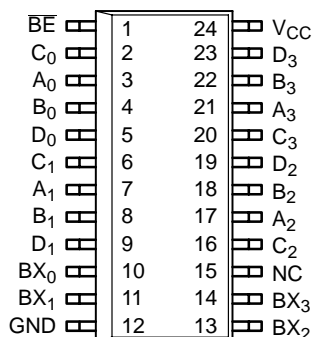 B̅E̅ 1 24 V_CC
C₀ 2 23 D₃
A₀ 3 22 B₃
B₀ 4 21 A₃
D₀ 5 20 C₃
C₁ 6 19 D₂
A₁ 7 18 B₂
B₁ 8 17 A₂
D₁ 9 16 C₂
BX₀ 10 15 NC
BX₁ 11 14 BX₃
GND 12 13 BX₂